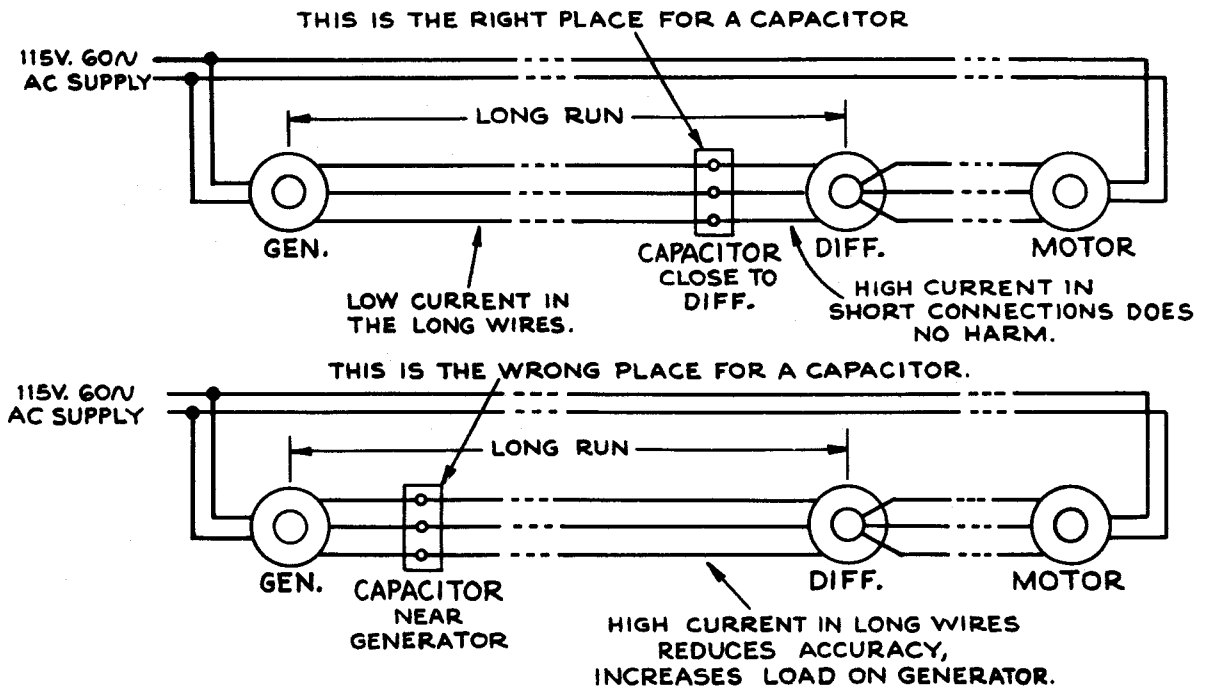 THIS IS THE RIGHT PLACE FOR A CAPACITOR
115V. 60~
AC SUPPLY
LONG RUN
GEN.
CAPACITOR
CLOSE TO
DIFF.
DIFF.
MOTOR
LOW CURRENT IN
THE LONG WIRES.
HIGH CURRENT IN
SHORT CONNECTIONS DOES
NO HARM.
THIS IS THE WRONG PLACE FOR A CAPACITOR.
115V. 60~
AC SUPPLY
LONG RUN
GEN.
CAPACITOR
NEAR
GENERATOR
DIFF.
MOTOR
HIGH CURRENT IN LONG WIRES
REDUCES ACCURACY,
INCREASES LOAD ON GENERATOR.